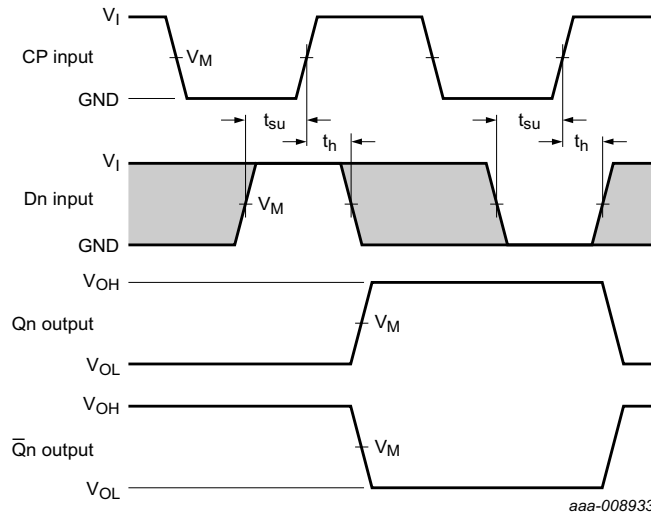 VI
CP input
VM
GND
tsu
th
tsu
th
VI
Dn input
VM
GND
VOH
Qn output
VM
VOL
VOH
Q̅n output
VM
VOL
aaa-008933